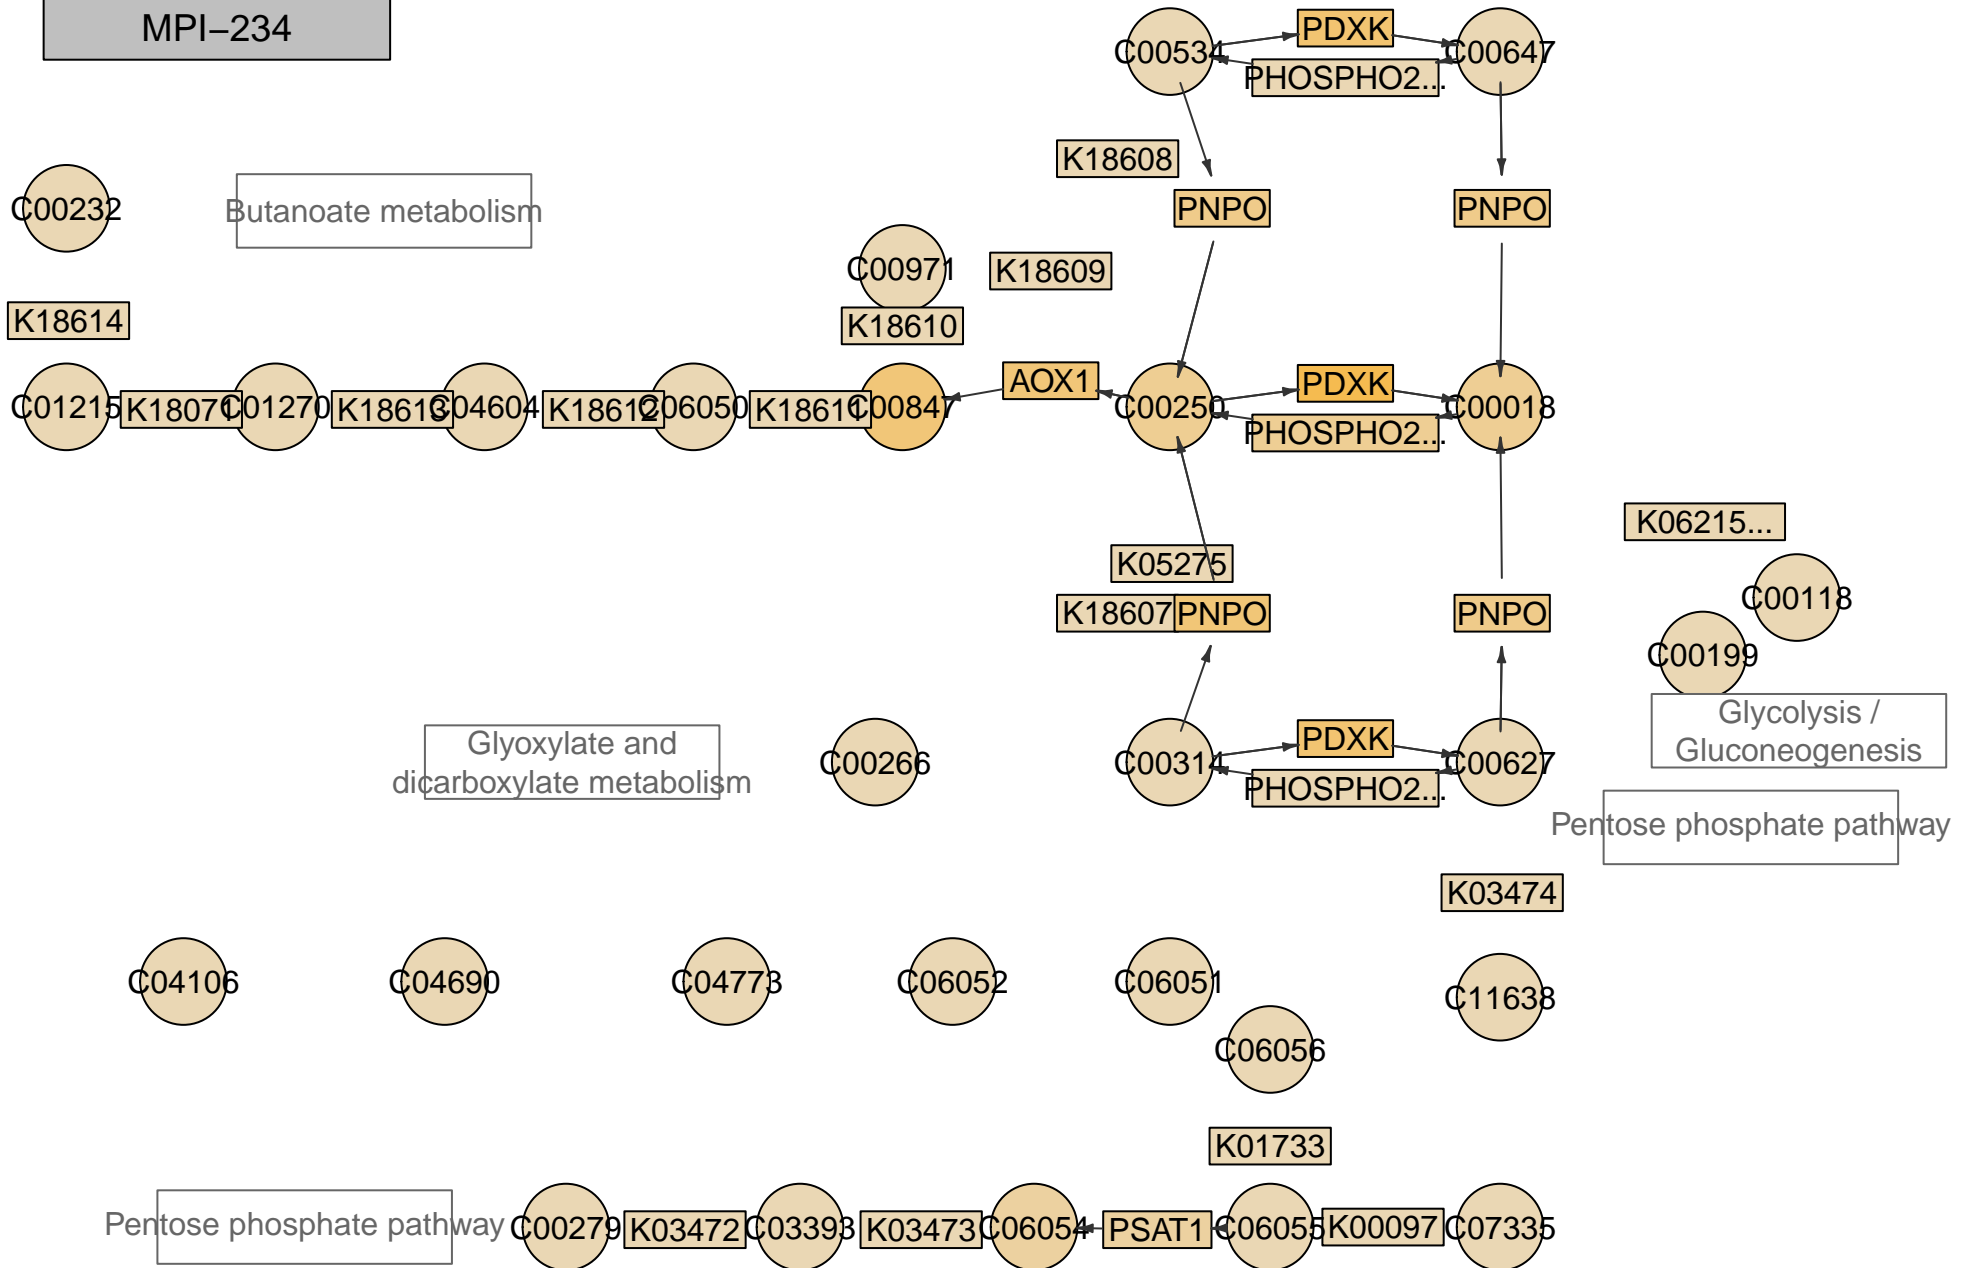 MPI–234
C00534
PDXK
C00647
PHOSPHO2...
K18608
C00232
Butanoate metabolism
PNPO
PNPO
C00971
K18609
K18614
K18610
C01215
K18071
C01270
K18613
C04604
K18612
C06050
K18611
C00847
AOX1
C00250
PDXK
C00018
PHOSPHO2...
K06215...
K05275
C00118
K18607
PNPO
PNPO
C00199
Glycolysis /
Gluconeogenesis
Glyoxylate and
dicarboxylate metabolism
C00266
C00314
PDXK
C00627
PHOSPHO2...
Pentose phosphate pathway
K03474
C04106
C04690
C04773
C06052
C06051
C11638
C06056
K01733
Pentose phosphate pathway
C00279
K03472
C03393
K03473
C06054
PSAT1
C06055
K00097
C07335